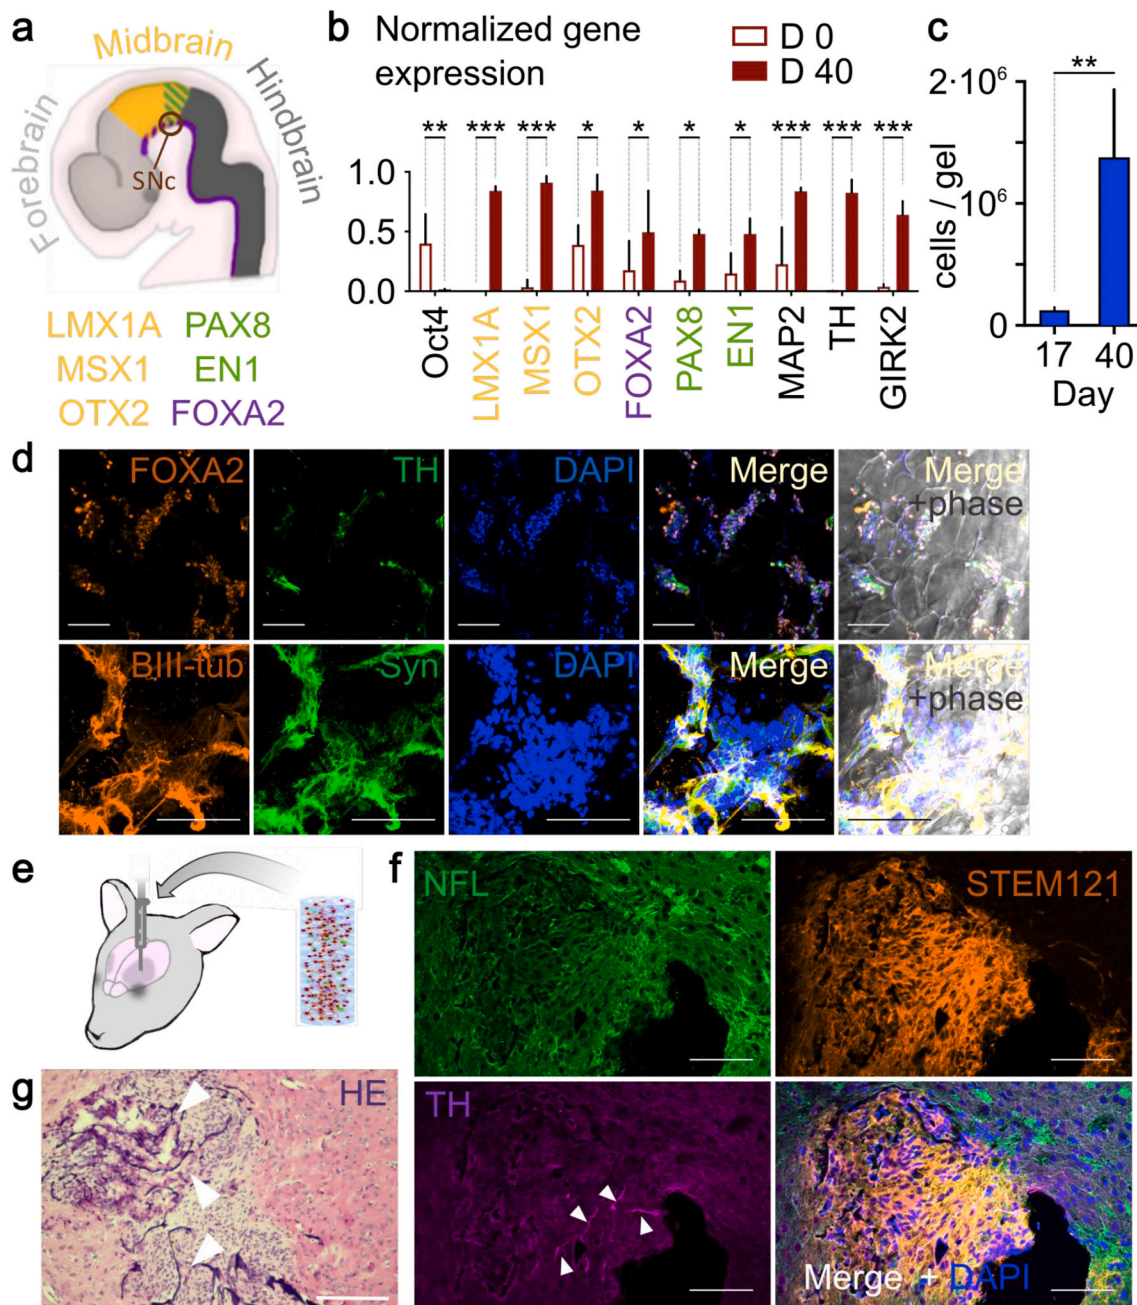 a
Midbrain
Forebrain
Hindbrain
SNc
LMX1A PAX8
MSX1 EN1
OTX2 FOXA2
b Normalized gene
expression
D 0
D 40
** *** *** * * * * *** *** ***
1.0
0.5
0.0
Oct4
LMX1A
MSX1
OTX2
FOXA2
PAX8
EN1
MAP2
TH
GIRK2
c
**
2·10⁶
10⁶
0
cells / gel
17 40
Day
d
FOXA2 TH DAPI Merge Merge
+phase
BIII-tub Syn DAPI Merge Merge
+phase
e
f
NFL STEM121
TH Merge + DAPI
g HE